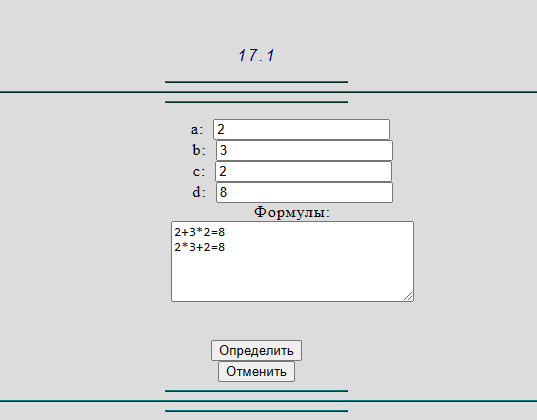 17.1
a: 2
b: 3
c: 2
d: 8
Формулы:
2+3*2=8
2*3+2=8
Определить
Отменить